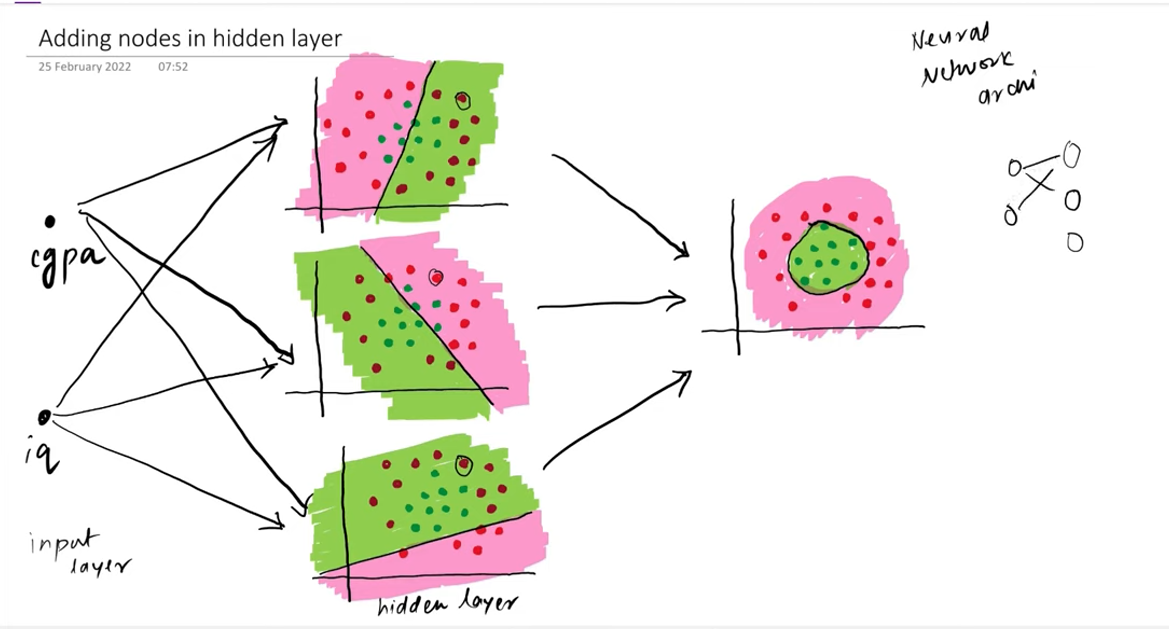 Adding nodes in hidden layer
25 February 2022 07:52
Neural
Network
archi
cgpa
iq
input
layer
hidden layer